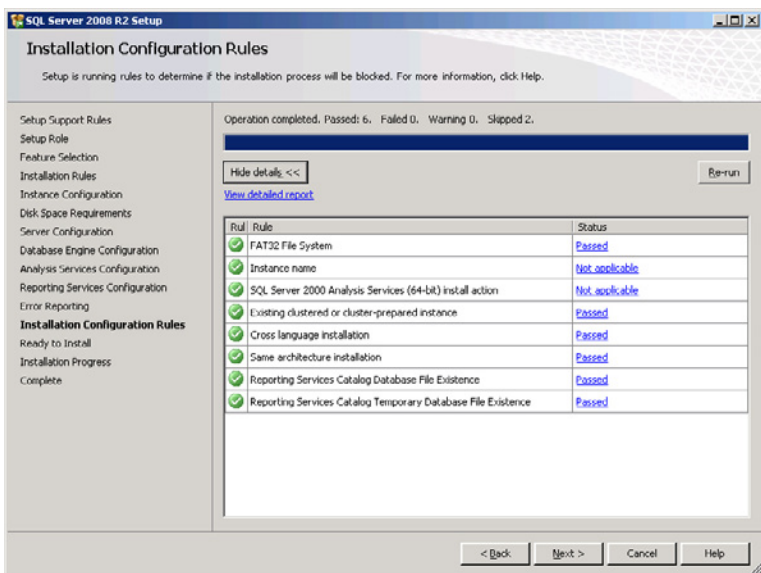 SQL Server 2008 R2 Setup
Installation Configuration Rules
Setup is running rules to determine if the installation process will be blocked. For more information, click Help.
Setup Support Rules
Setup Role
Feature Selection
Installation Rules
Instance Configuration
Disk Space Requirements
Server Configuration
Database Engine Configuration
Analysis Services Configuration
Reporting Services Configuration
Error Reporting
Installation Configuration Rules
Ready to Install
Installation Progress
Complete
Operation completed. Passed: 6. Failed 0. Warning 0. Skipped 2.
Hide details << Re-run
View detailed report
Rul Rule Status
FAT32 File System Passed
Instance name Not applicable
SQL Server 2000 Analysis Services (64-bit) install action Not applicable
Existing clustered or cluster-prepared instance Passed
Cross language installation Passed
Same architecture installation Passed
Reporting Services Catalog Database File Existence Passed
Reporting Services Catalog Temporary Database File Existence Passed
< Back Next > Cancel Help